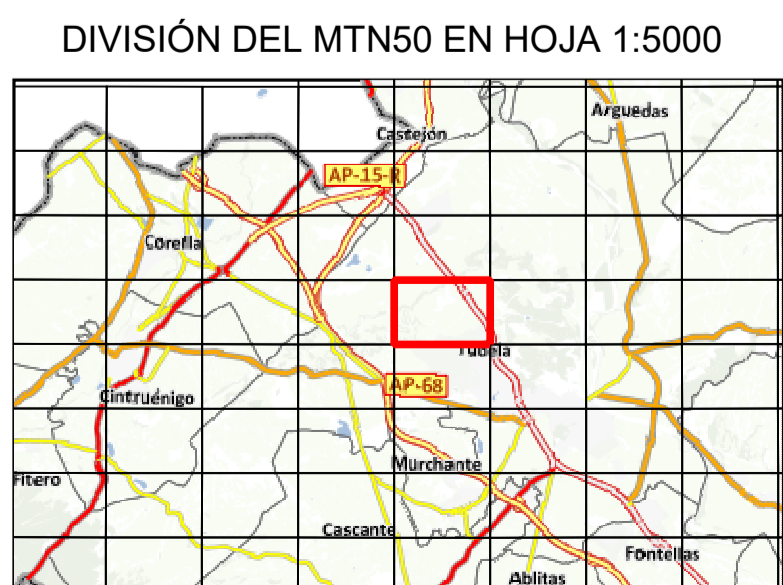 DIVISIÓN DEL MTN50 EN HOJA 1:5000
Arguedas
Castejón
AP-15-R
Corella
Tudela
AP-68
Cintruénigo
Murchante
Fitero
Cascante
Fontellas
Ablitas